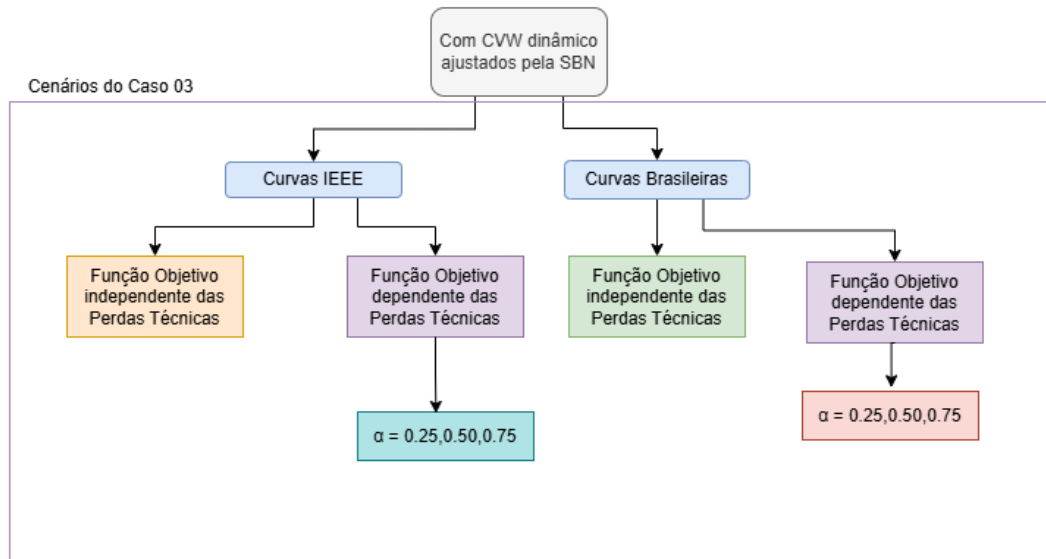 Com CVW dinâmico
ajustados pela SBN
Cenários do Caso 03
Curvas IEEE
Curvas Brasileiras
Função Objetivo
independente das
Perdas Técnicas
Função Objetivo
dependente das
Perdas Técnicas
Função Objetivo
independente das
Perdas Técnicas
Função Objetivo
dependente das
Perdas Técnicas
α = 0.25,0.50,0.75
α = 0.25,0.50,0.75